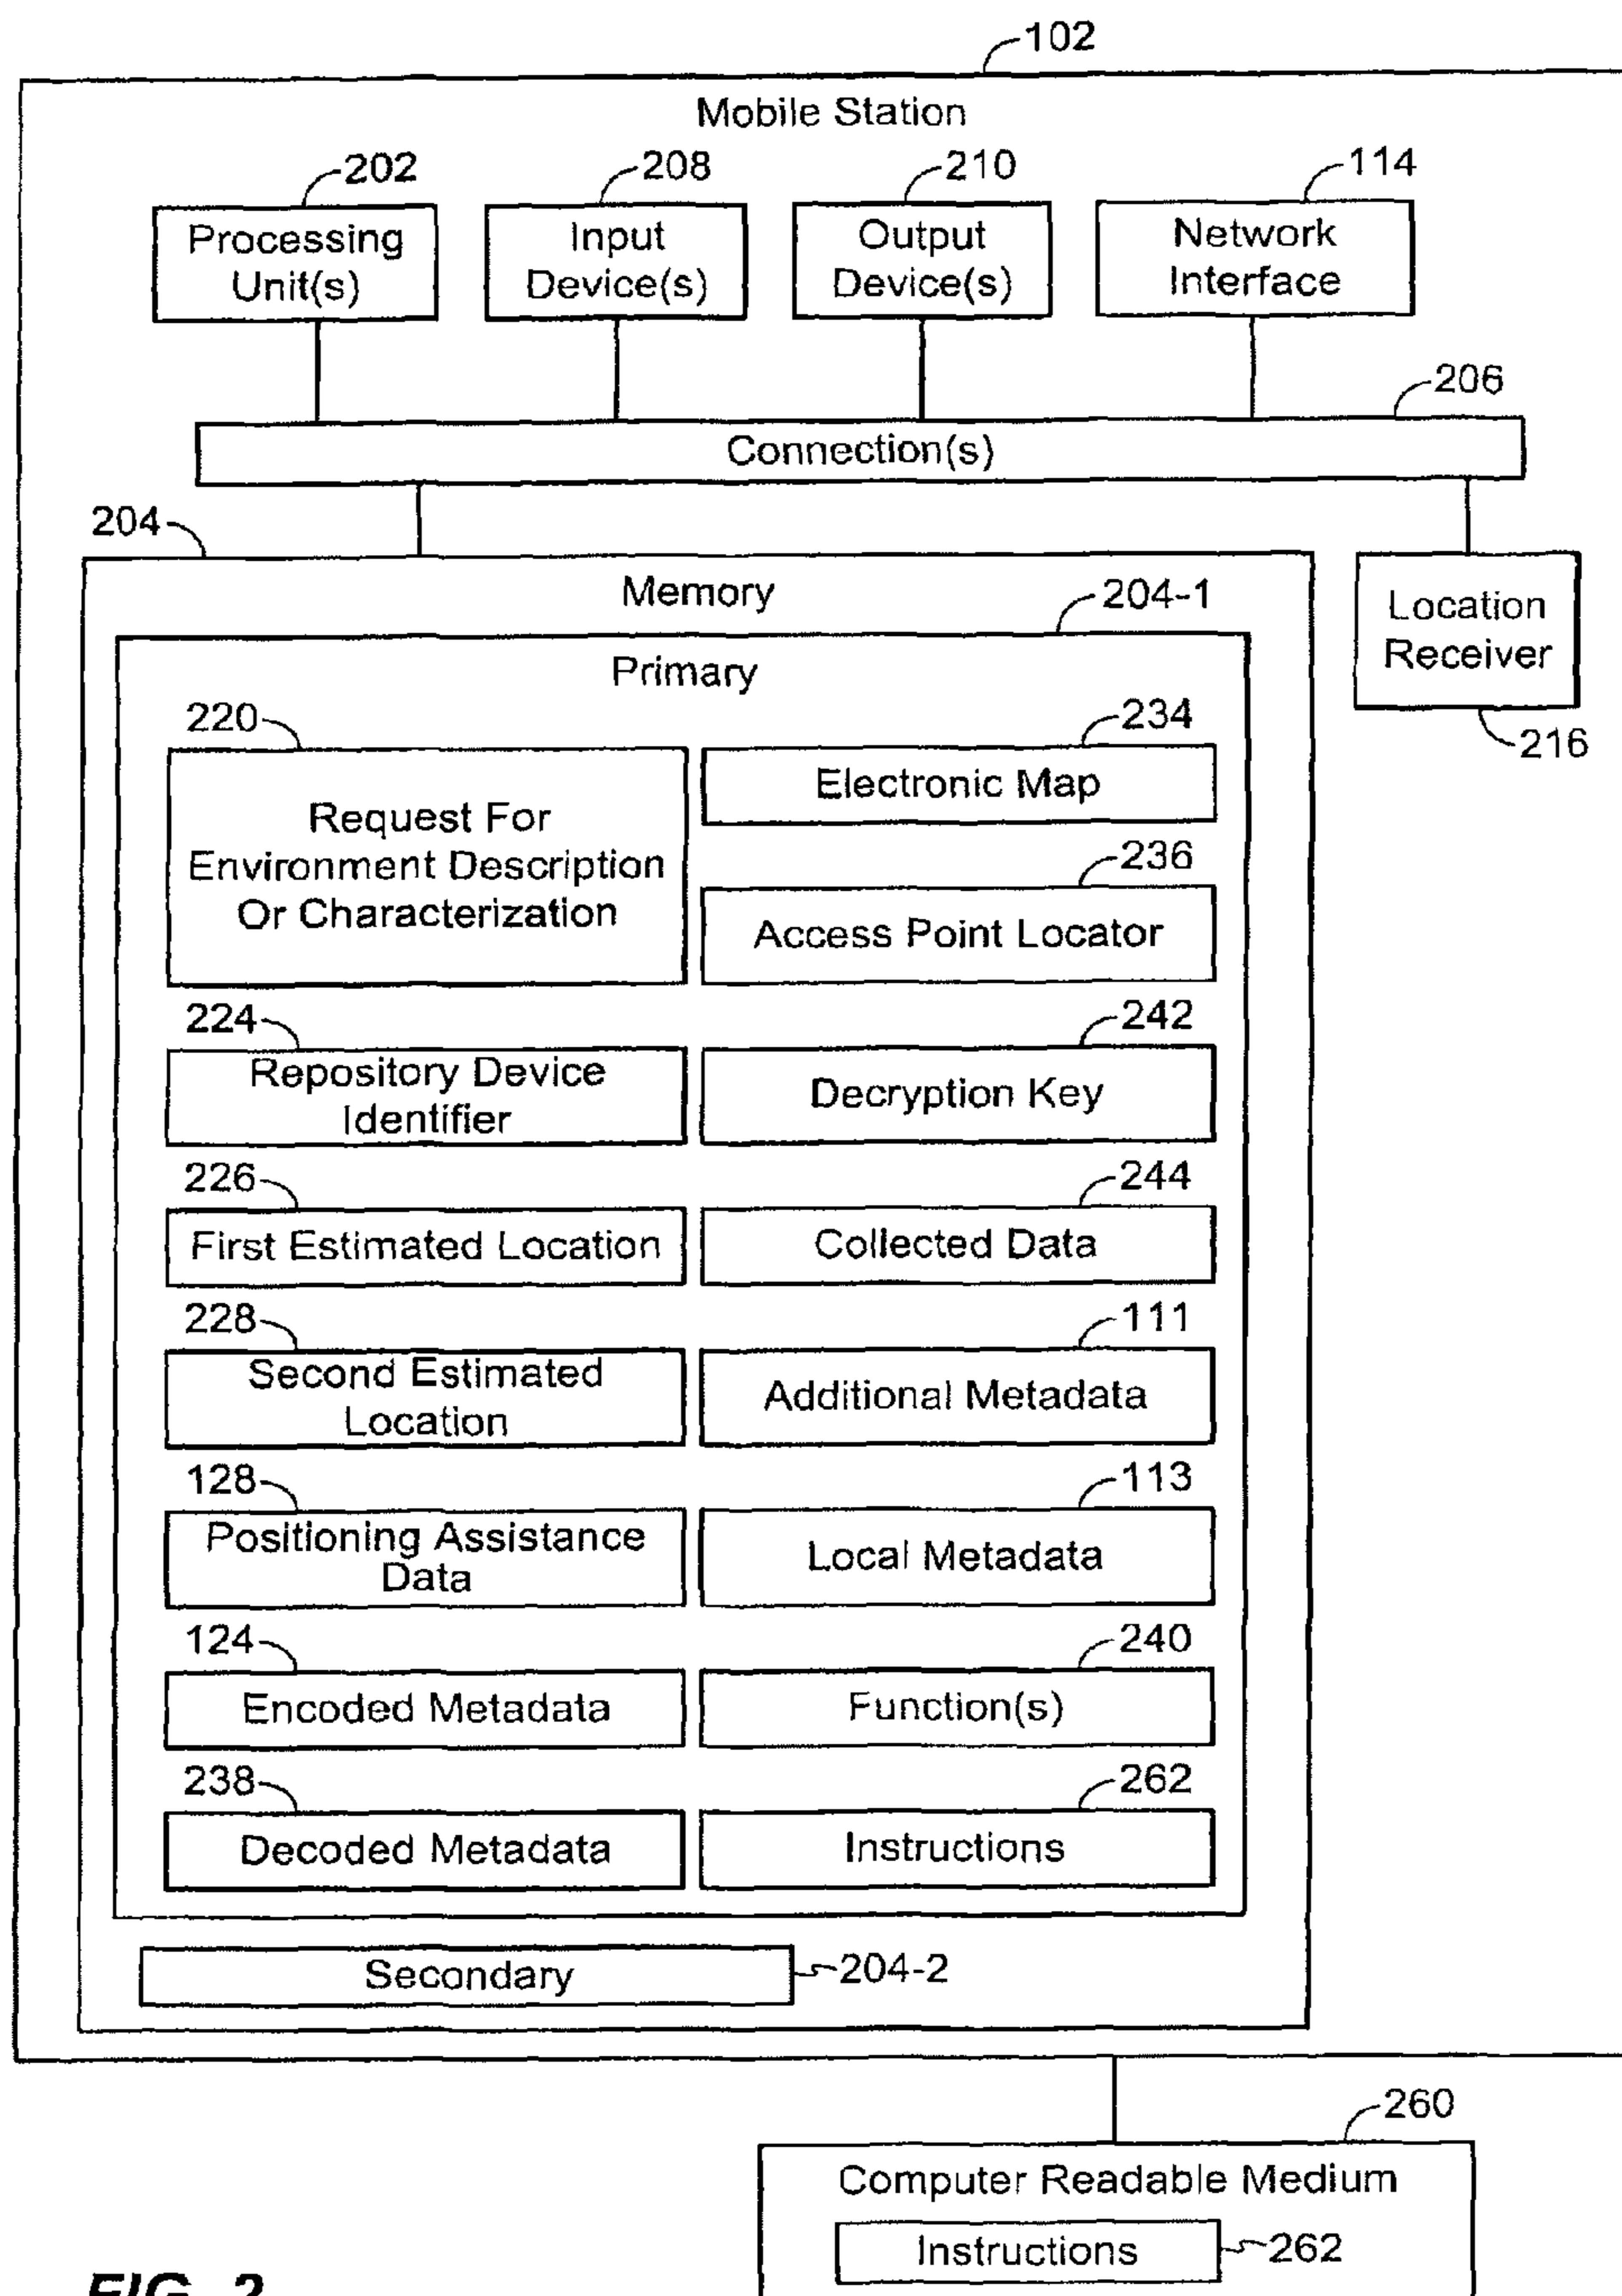 102
Mobile Station
202
208
210
114
Processing
Unit(s)
Input
Device(s)
Output
Device(s)
Network
Interface
206
Connection(s)
204
Memory
204-1
Location
Receiver
216
Primary
220
Request For
Environment Description
Or Characterization
234
Electronic Map
236
Access Point Locator
224
Repository Device
Identifier
242
Decryption Key
226
First Estimated Location
244
Collected Data
228
Second Estimated
Location
111
Additional Metadata
128
Positioning Assistance
Data
113
Local Metadata
124
Encoded Metadata
240
Function(s)
238
Decoded Metadata
262
Instructions
Secondary
204-2
260
Computer Readable Medium
Instructions
262
FIG. 2